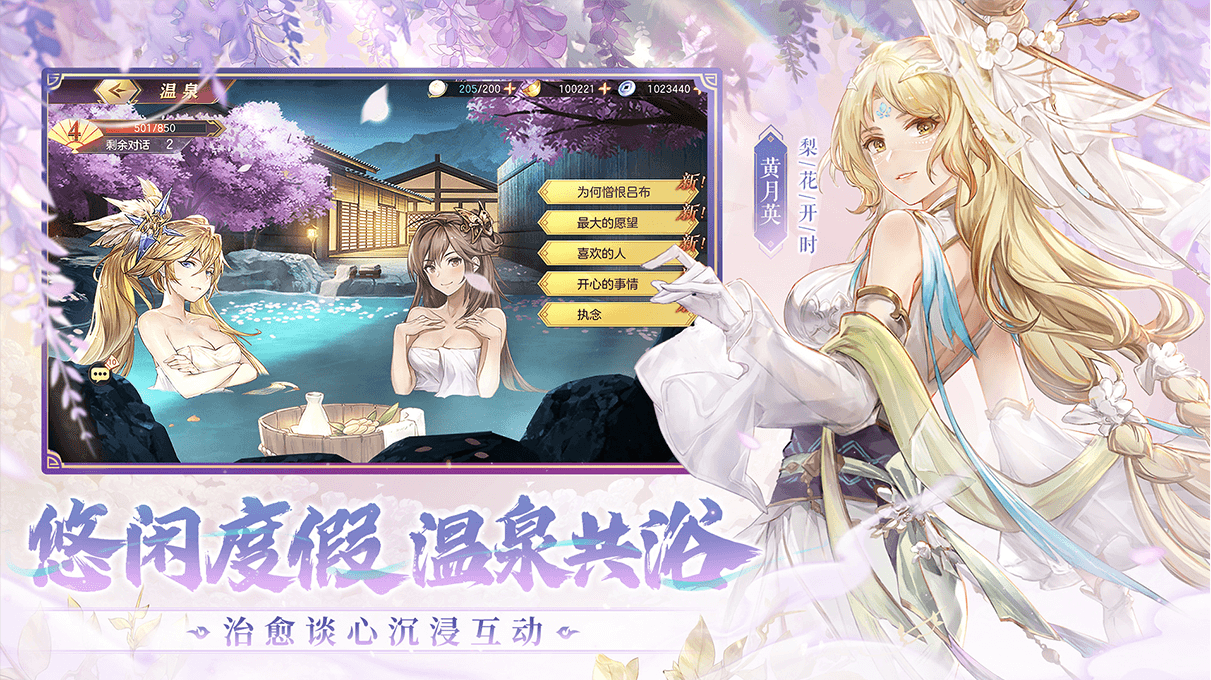 温泉
205/200
100221
1023440
4
501/850
剩余对话 2
为何憎恨吕布 新!
最大的愿望 新!
喜欢的人 新!
开心的事情
执念
10
黄月英
梨/花/开/时
悠闲度假 温泉共浴
治愈谈心沉浸互动